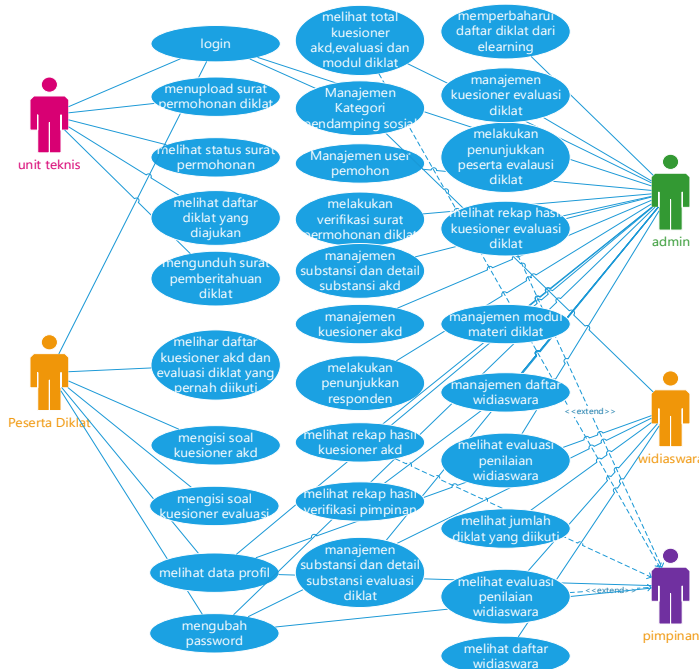 login
menupload surat
permohonan diklat
melihat status surat
permohonan
melihat daftar
diklat yang
diajukan
mengunduh surat
pemberitahuan
diklat
melihar daftar
kuesioner akd dan
evaluasi diklat yang
pernah diikuti
mengisi soal
kuesioner akd
mengisi soal
kuesioner evaluasi
melihat data profil
mengubah
password
unit teknis
Peserta Diklat
melihat total
kuesioner
akd,evaluasi dan
modul diklat
Manajemen
Kategori
pendamping sosial
Manajemen user
pemohon
melakukan
verifikasi surat
permohonan diklat
manajemen
substansi dan detail
substansi akd
manajemen
kuesioner akd
melakukan
penunjukkan
responden
melihat rekap hasil
kuesioner akd
melihat rekap hasil
verifikasi pimpinan
manajemen
substansi dan detail
substansi evaluasi
diklat
memperbaharui
daftar diklat dari
elearning
manajemen
kuesioner evaluasi
diklat
melakukan
penunjukkan
peserta evalausi
diklat
melihat rekap hasil
kuesioner evaluasi
diklat
manajemen modul
materi diklat
manajemen daftar
widiaswara
melihat evaluasi
penilaian
widiaswara
melihat jumlah
diklat yang diikuti
melihat evaluasi
penilaian
widiaswara
melihat daftar
widiaswara
<<extend>>
<<extend>>
admin
widiaswara
pimpinan